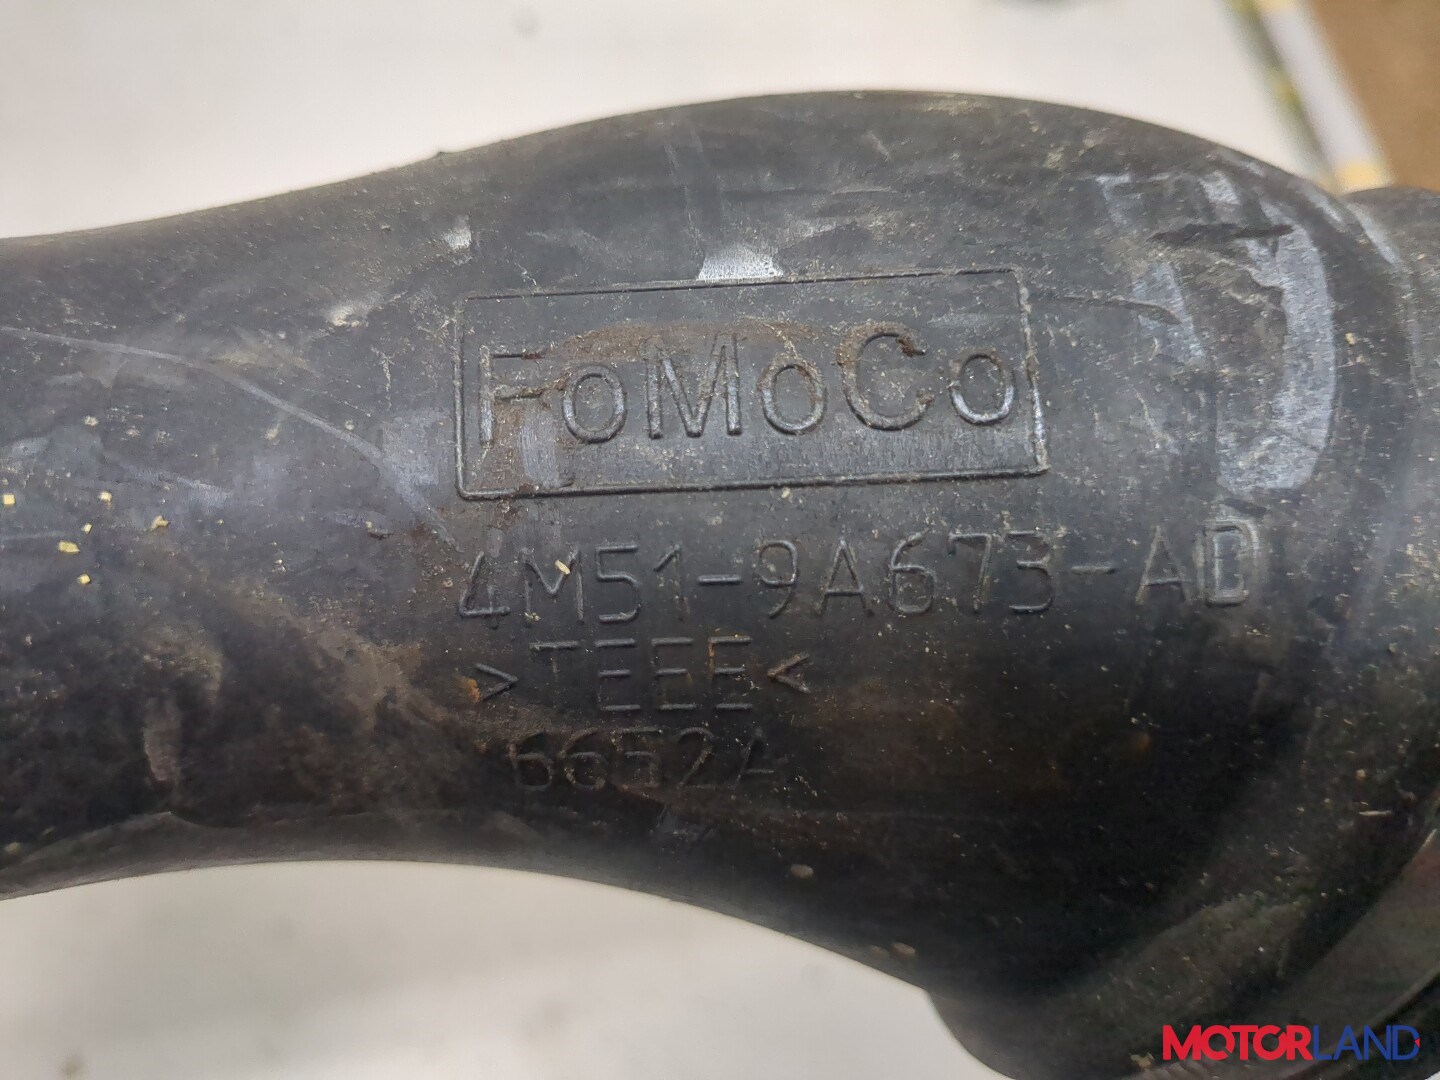 FoMoCo
4M51-9A673-AD
>TEEE<
66524
MOTORLAND